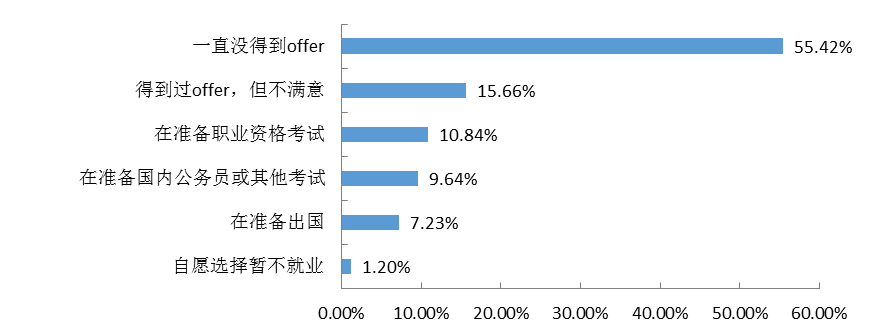 一直没得到offer
55.42%
得到过offer，但不满意
15.66%
在准备职业资格考试
10.84%
在准备国内公务员或其他考试
9.64%
在准备出国
7.23%
自愿选择暂不就业
1.20%
0.00% 10.00% 20.00% 30.00% 40.00% 50.00% 60.00%